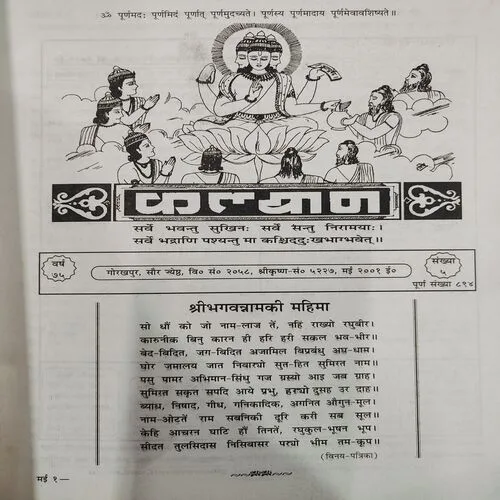 ॐ पूर्णमदः पूर्णमिदं पूर्णात् पूर्णमुदच्यते। पूर्णस्य पूर्णमादाय पूर्णमेवावशिष्यते॥
कल्याण
सर्वे भवन्तु सुखिनः सर्वे सन्तु निरामयाः।
सर्वे भद्राणि पश्यन्तु मा कश्चिद्दुःखभाग्भवेत्॥
वर्ष
७५
गोरखपुर, सौर ज्येष्ठ, वि० सं० २०५८, श्रीकृष्ण-सं० ५२२७, मई २००१ ई०
संख्या
५
पूर्ण संख्या ८९४
श्रीभगवन्नामकी महिमा
सो धौं को जो नाम-लाज तें, नहिं राख्यो रघुबीर।
कारुनीक बिनु कारन ही हरि हरी सकल भव-भीर॥
बेद-बिदित, जग-बिदित अजामिल बिप्रबंधु अघ-धाम।
घोर जमालय जात निवार्‍यो सुत-हित सुमिरत नाम॥
पसु पामर अभिमान-सिंधु गज ग्रस्यो आइ जब ग्राह।
सुमिरत सकृत सपदि आये प्रभु, हर्‍यो दुसह उर दाह॥
ब्याध, निषाद, गीध, गनिकादिक, अगनित औगुन-मूल।
नाम-ओटतें राम सबनिकी दूरि करी सब सूल॥
केहि आचरन घाटि हौं तिनतें, रघुकुल-भूषन भूप।
सीदत तुलसिदास निसिबासर पर्‍यो भीम तम-कूप॥
(विनय-पत्रिका)
मई १—